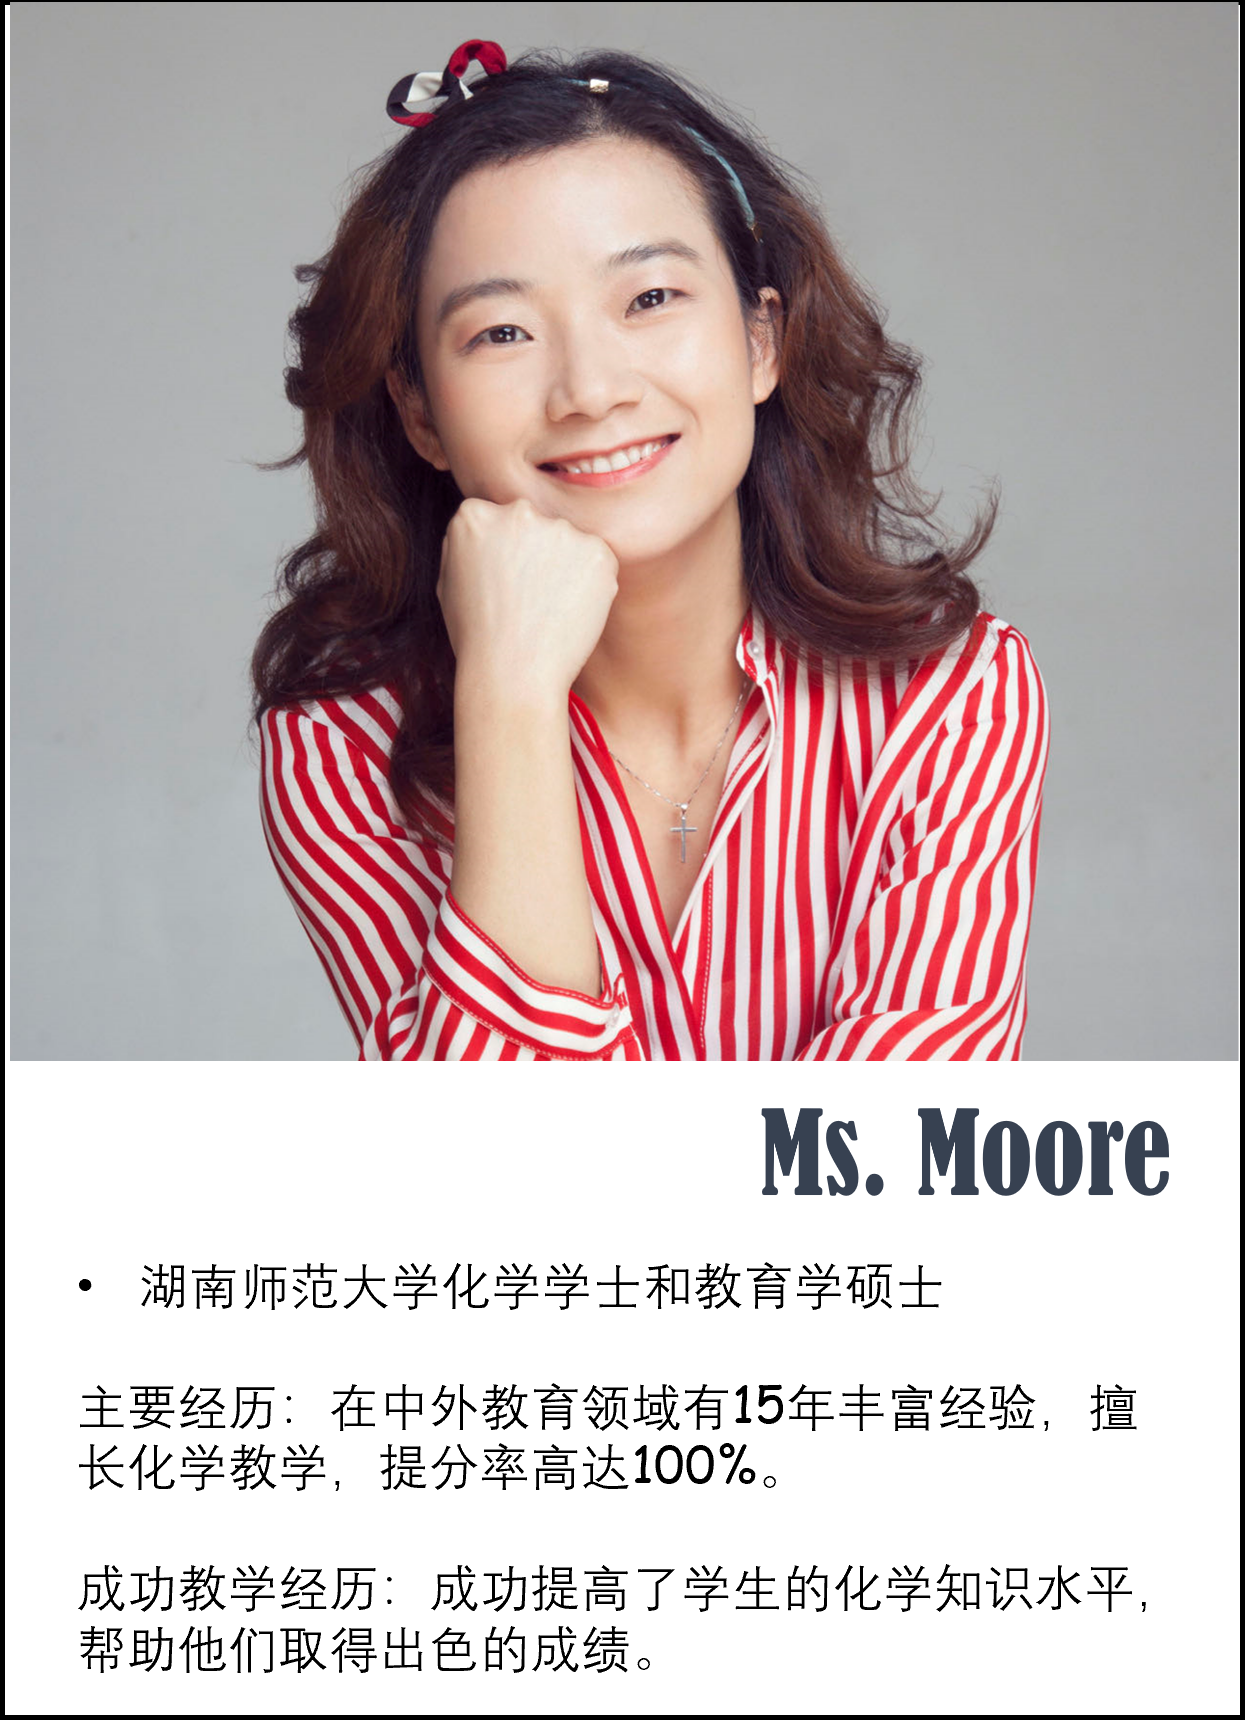 Ms. Moore
• 湖南师范大学化学学士和教育学硕士
主要经历：在中外教育领域有15年丰富经验，擅
长化学教学，提分率高达100%。
成功教学经历：成功提高了学生的化学知识水平，
帮助他们取得出色的成绩。